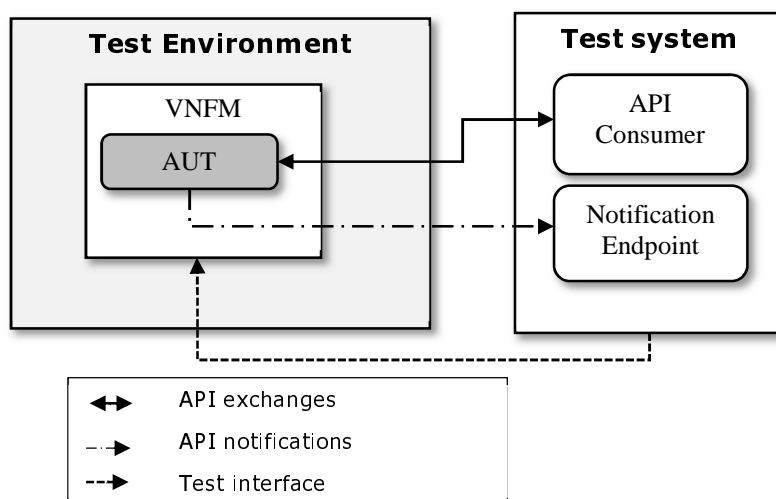 Test Environment
VNFM
AUT
Test system
API
Consumer
Notification
Endpoint
API exchanges
API notifications
Test interface